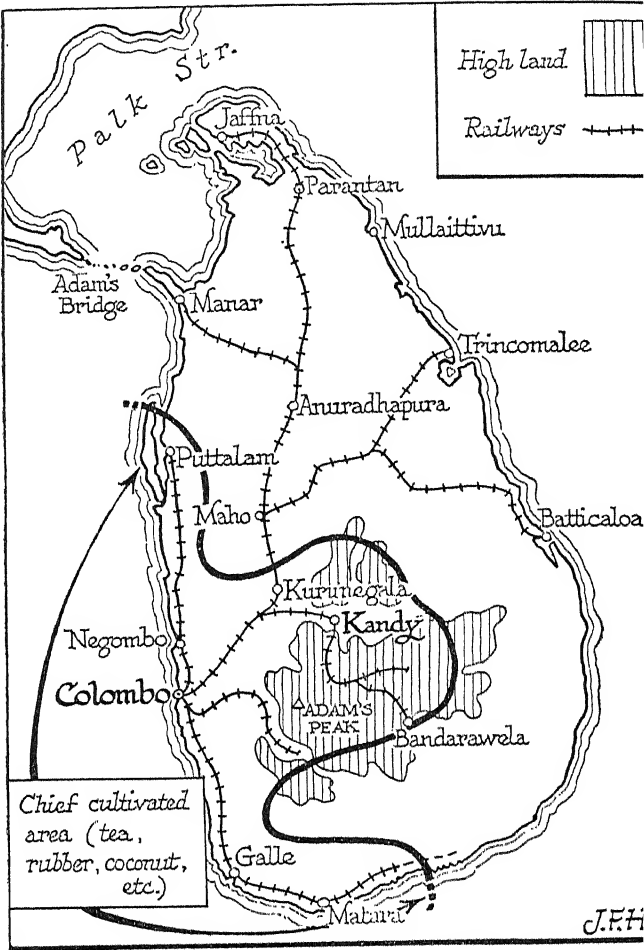 Palk Str.
High land
Railways
Jaffna
Parantan
Mullaittivu
Adam's
Bridge
Manar
Trincomalee
Anuradhapura
Puttalam
Maho
Batticaloa
Kurunegala
Kandy
Negombo
Colombo
ADAM'S
PEAK
Bandarawela
Chief cultivated
area (tea,
rubber, coconut,
etc.)
Galle
Matura
J.F.H